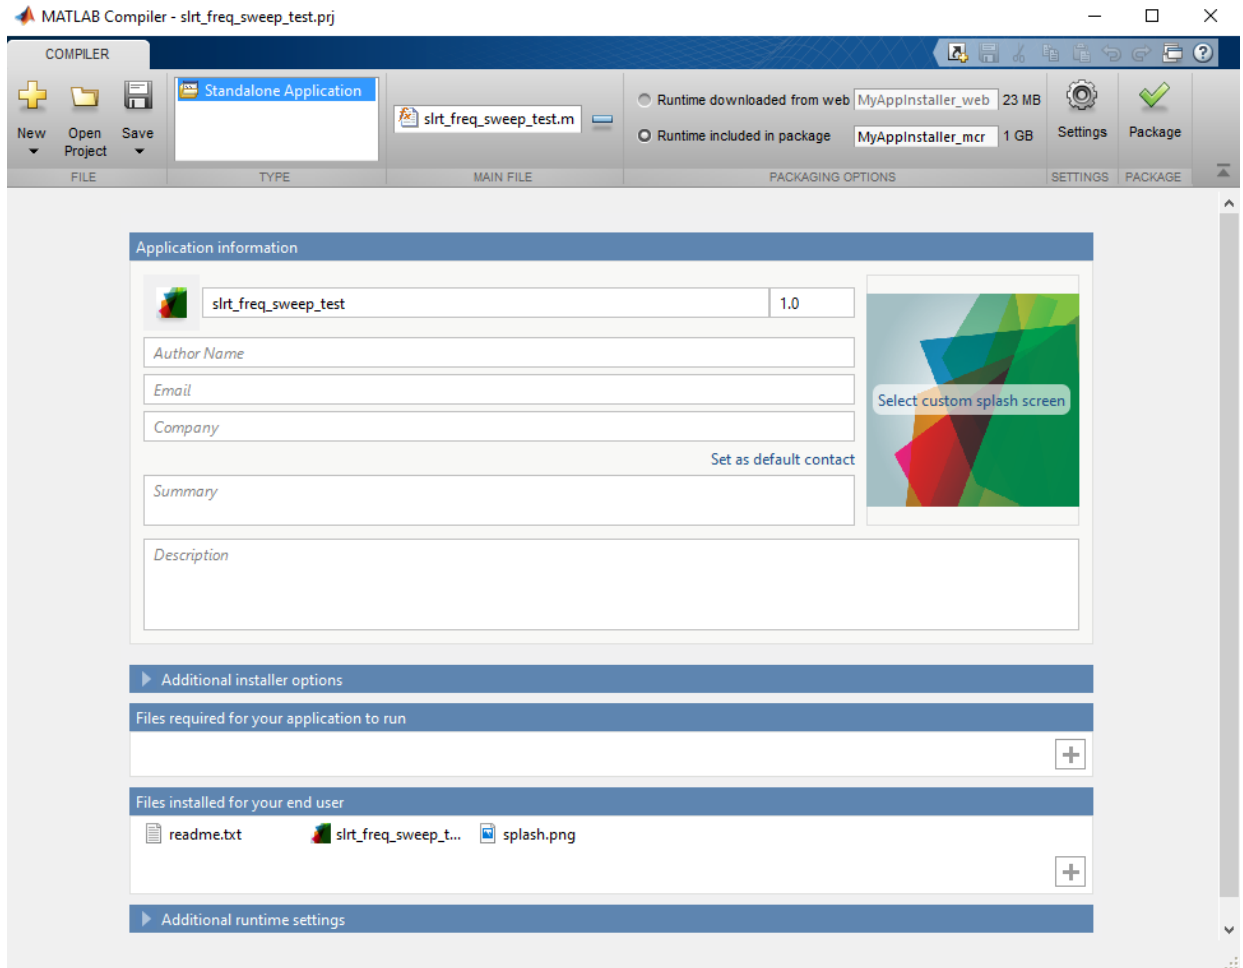 MATLAB Compiler - slrt_freq_sweep_test.prj
COMPILER
New
Open Project
Save
Standalone Application
slrt_freq_sweep_test.m
Runtime downloaded from web MyAppInstaller_web 23 MB
Runtime included in package MyAppInstaller_mcr 1 GB
Settings
Package
FILE TYPE MAIN FILE PACKAGING OPTIONS SETTINGS PACKAGE
Application information
slrt_freq_sweep_test 1.0
Author Name
Email
Select custom splash screen
Company
Set as default contact
Summary
Description
Additional installer options
Files required for your application to run
Files installed for your end user
readme.txt slrt_freq_sweep_t... splash.png
Additional runtime settings